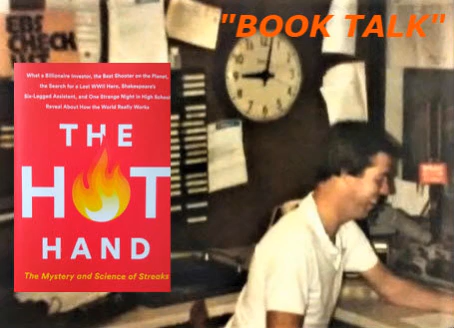 "BOOK TALK"
EBS
CHECK
LIST
What a Billionaire Investor, the Best Shooter on the Planet,
the Search for a Lost WWII Hero, Shakespeare's
Six-Legged Assistant, and One Strange Night in High School
Reveal About How the World Really Works
THE
HOT
HAND
The Mystery and Science of Streaks